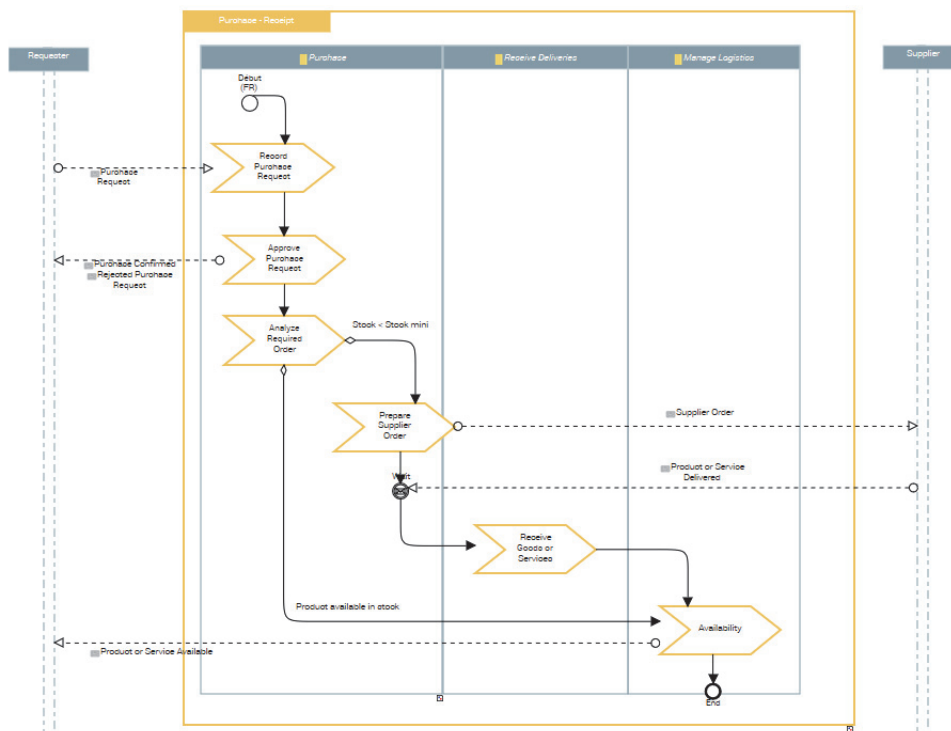 Purchase - Receipt
Requester
Supplier
Purchase
Receive Deliveries
Manage Logistics
Début
(FR)
Record
Purchase
Request
Purchase
Request
Approve
Purchase
Request
Purchase Confirmed
Rejected Purchase
Request
Stock < Stock mini
Analyze
Required
Order
Prepare
Supplier
Order
Supplier Order
Product or Service
Delivered
Wait
Receive
Goods or
Services
Product available in stock
Availability
Product or Service Available
End